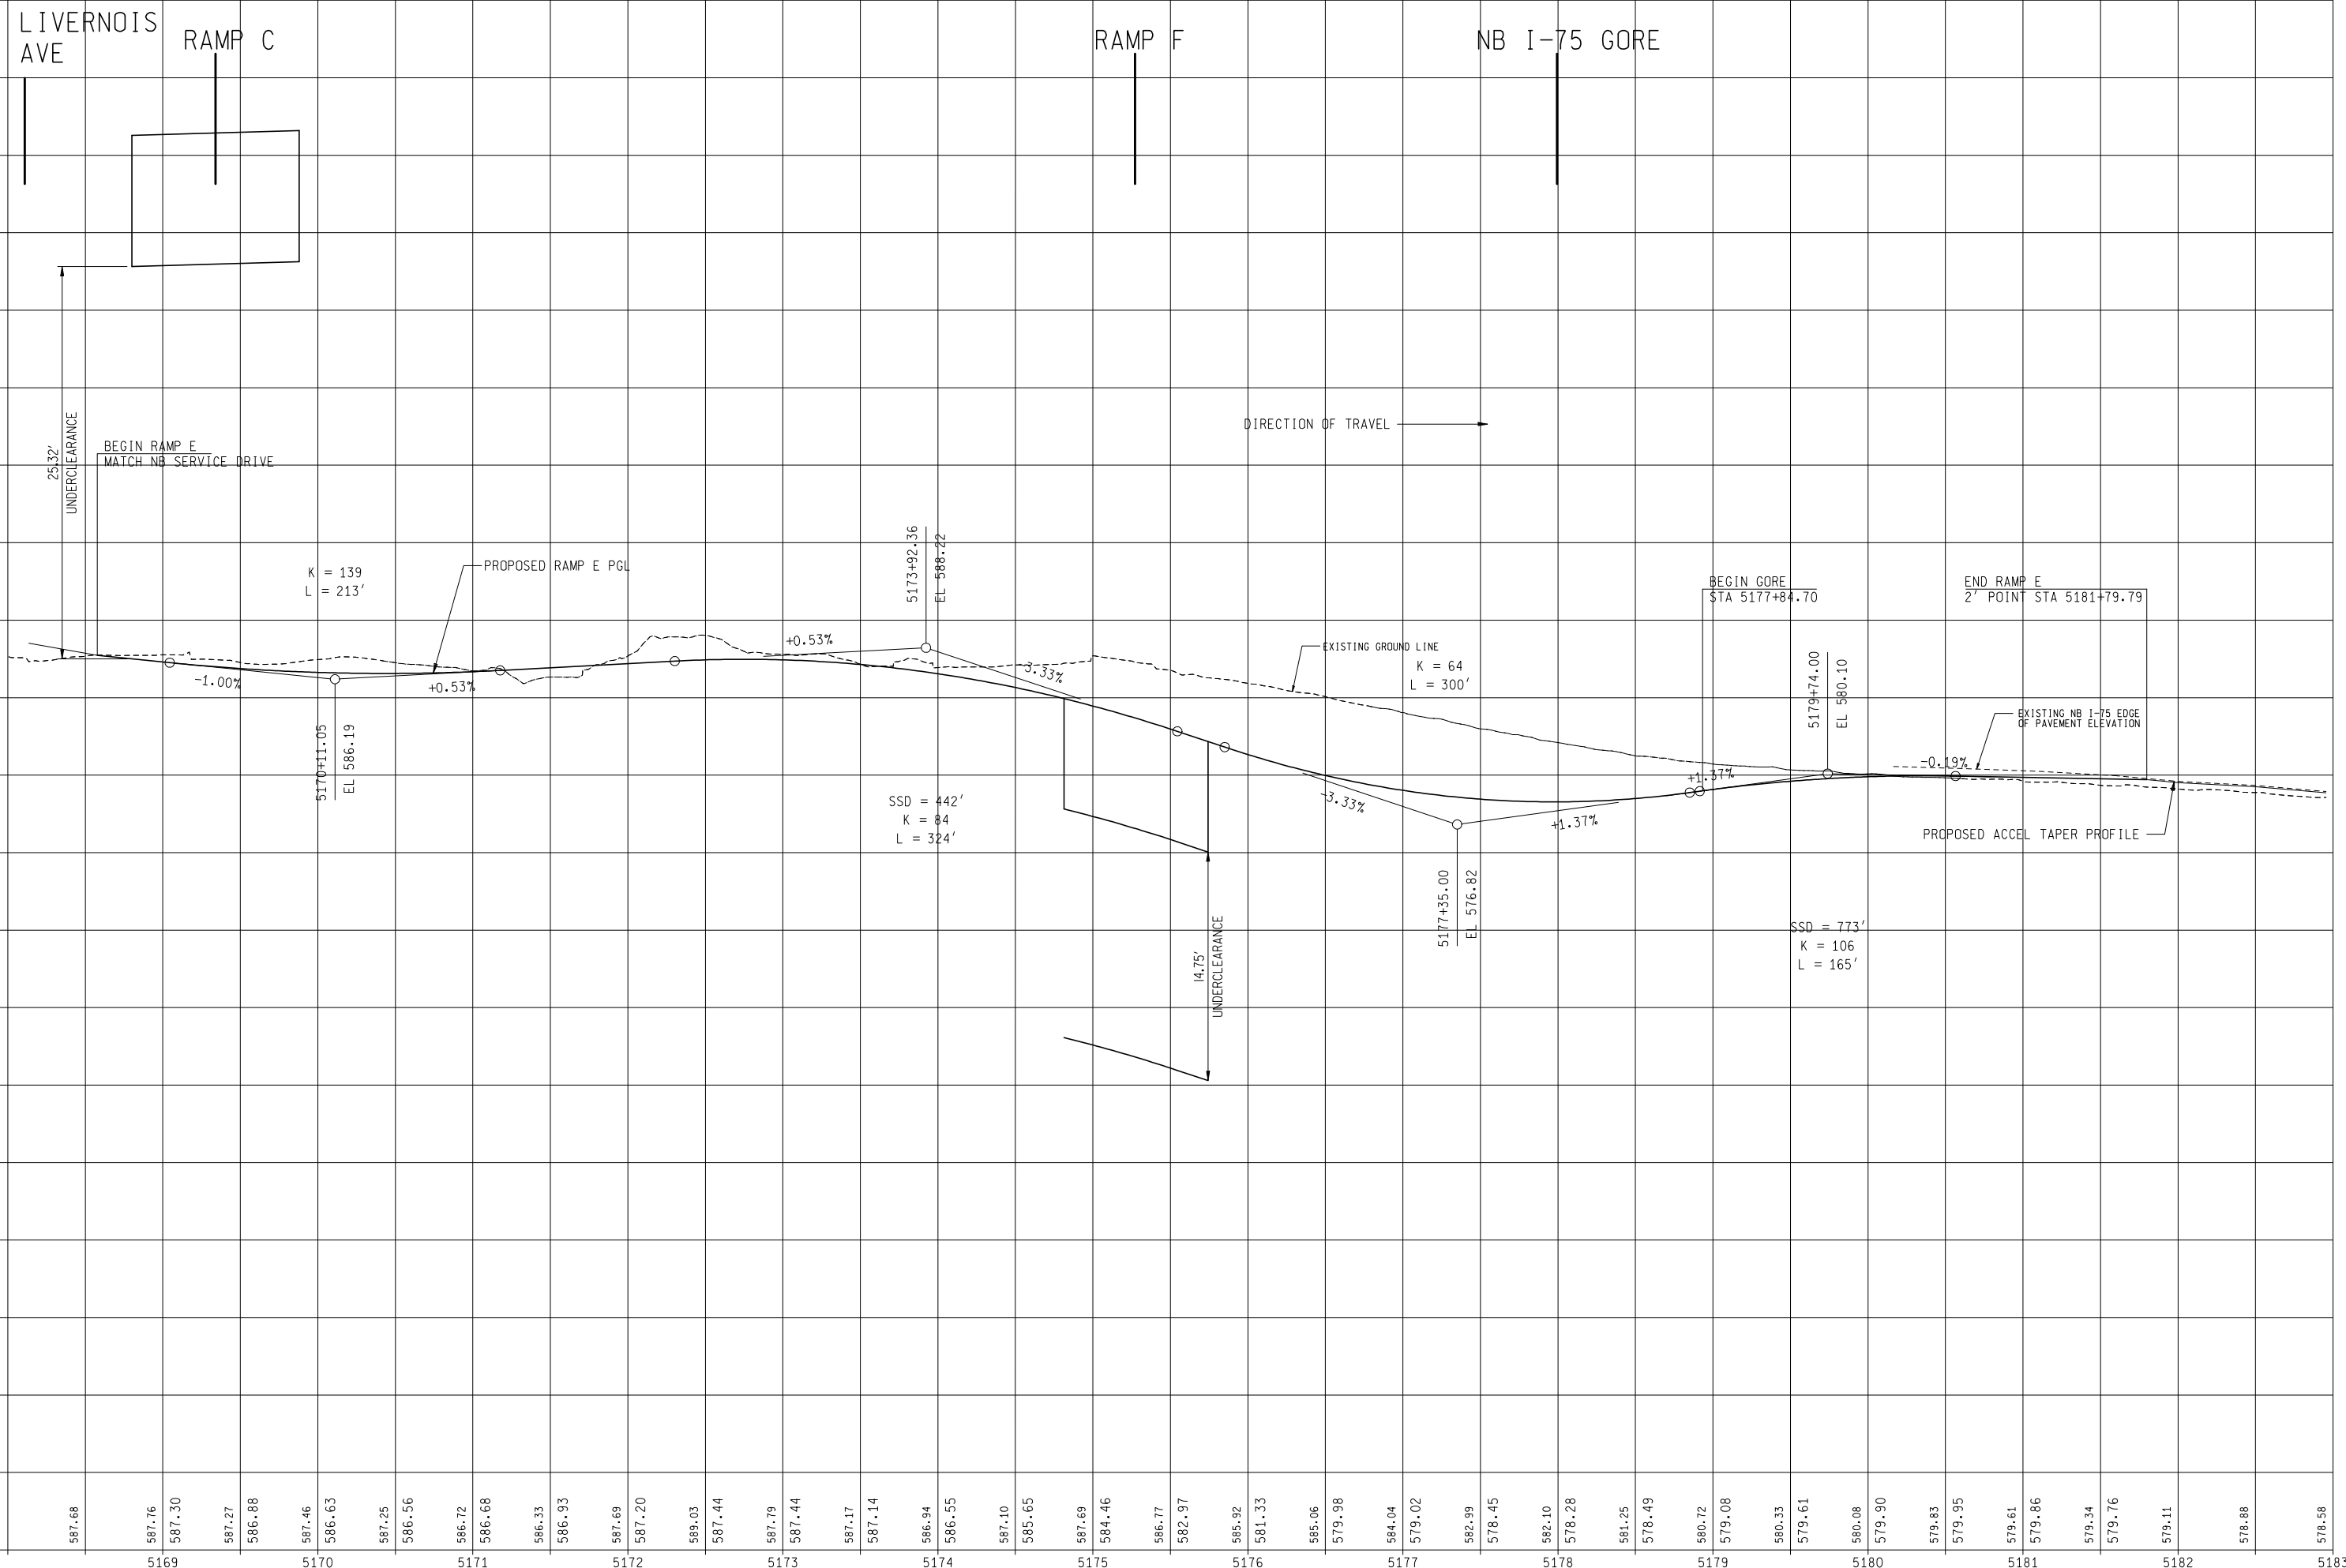 LIVERNOIS
AVE
RAMP C
RAMP F
NB I-75 GORE
DIRECTION OF TRAVEL
25.32'
UNDERCLEARANCE
BEGIN RAMP E
MATCH NB SERVICE DRIVE
K = 139
L = 213'
PROPOSED RAMP E PGL
5173+92.36
EL 588.22
BEGIN GORE
STA 5177+84.70
END RAMP E
2' POINT STA 5181+79.79
+0.53%
EXISTING GROUND LINE
K = 64
L = 300'
-1.00%
+0.53%
-3.33%
5179+74.00
EL 580.10
EXISTING NB I-75 EDGE
OF PAVEMENT ELEVATION
5170+11.05
EL 586.19
-0.19%
+1.37%
SSD = 442'
K = 84
L = 324'
-3.33%
+1.37%
PROPOSED ACCEL TAPER PROFILE
5177+35.00
EL 576.82
14.75'
UNDERCLEARANCE
SSD = 773'
K = 106
L = 165'
587.68
587.76 587.30
587.27 586.88
587.46 586.63
587.25 586.56
586.72 586.68
586.33 586.93
587.69 587.20
589.03 587.44
587.79 587.44
587.17 587.14
586.94 586.55
587.10 585.65
587.69 584.46
586.77 582.97
585.92 581.33
585.06 579.98
584.04 579.02
582.99 578.45
582.10 578.28
581.25 578.49
580.72 579.08
580.33 579.61
580.08 579.90
579.83 579.95
579.61 579.86
579.34 579.76
579.11
578.88
578.58
5169 5170 5171 5172 5173 5174 5175 5176 5177 5178 5179 5180 5181 5182 5183